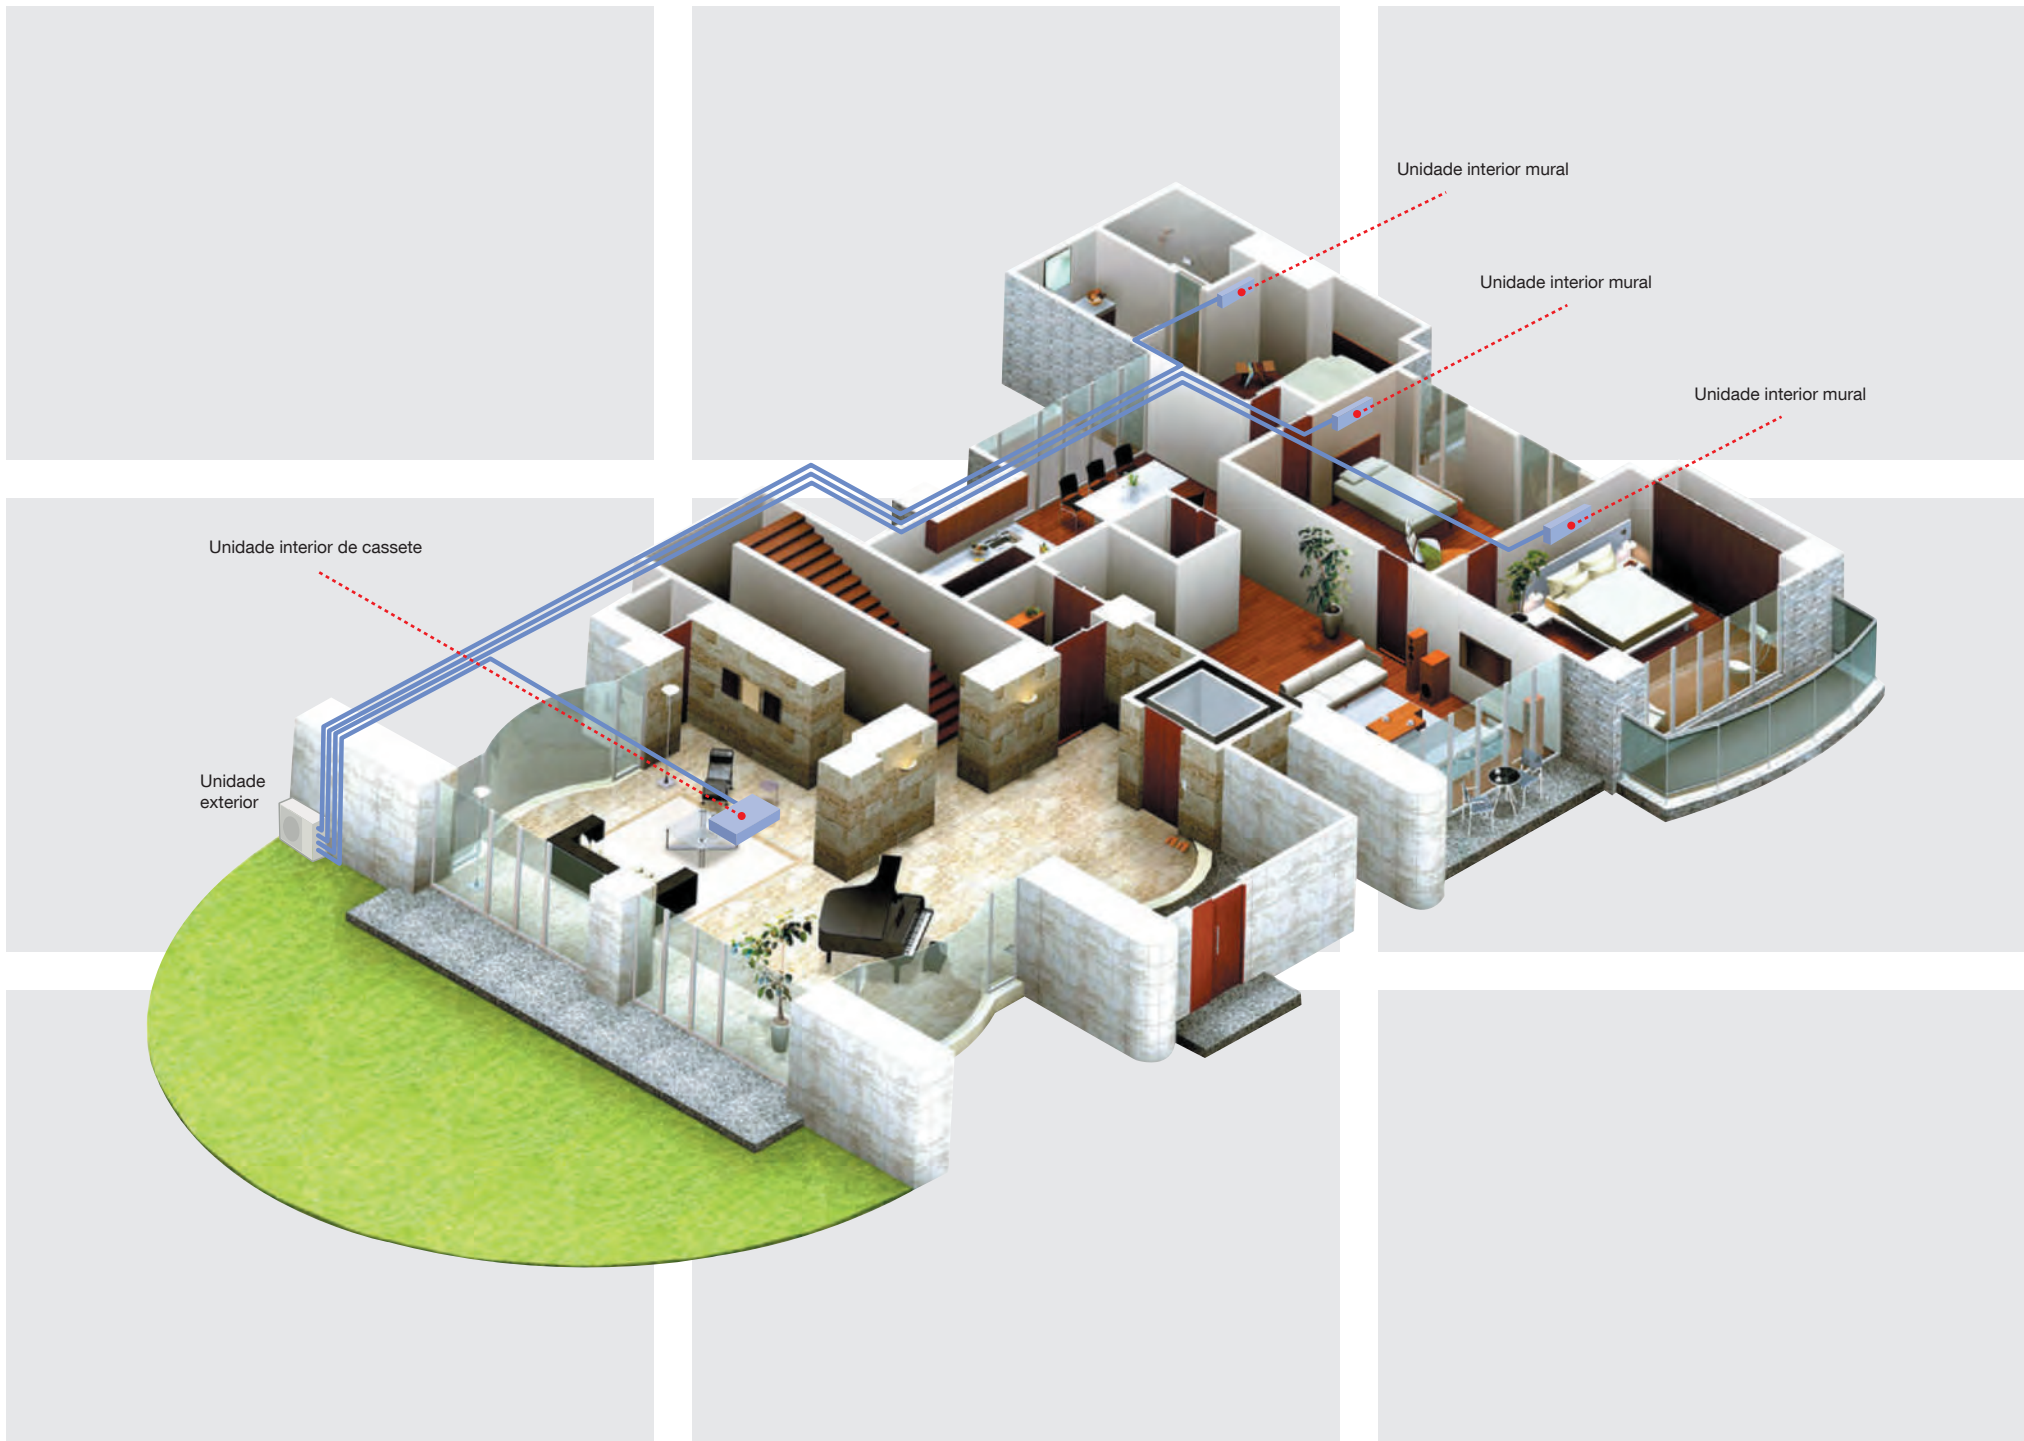 Unidade interior mural
Unidade interior mural
Unidade interior mural
Unidade interior de cassete
Unidade
exterior